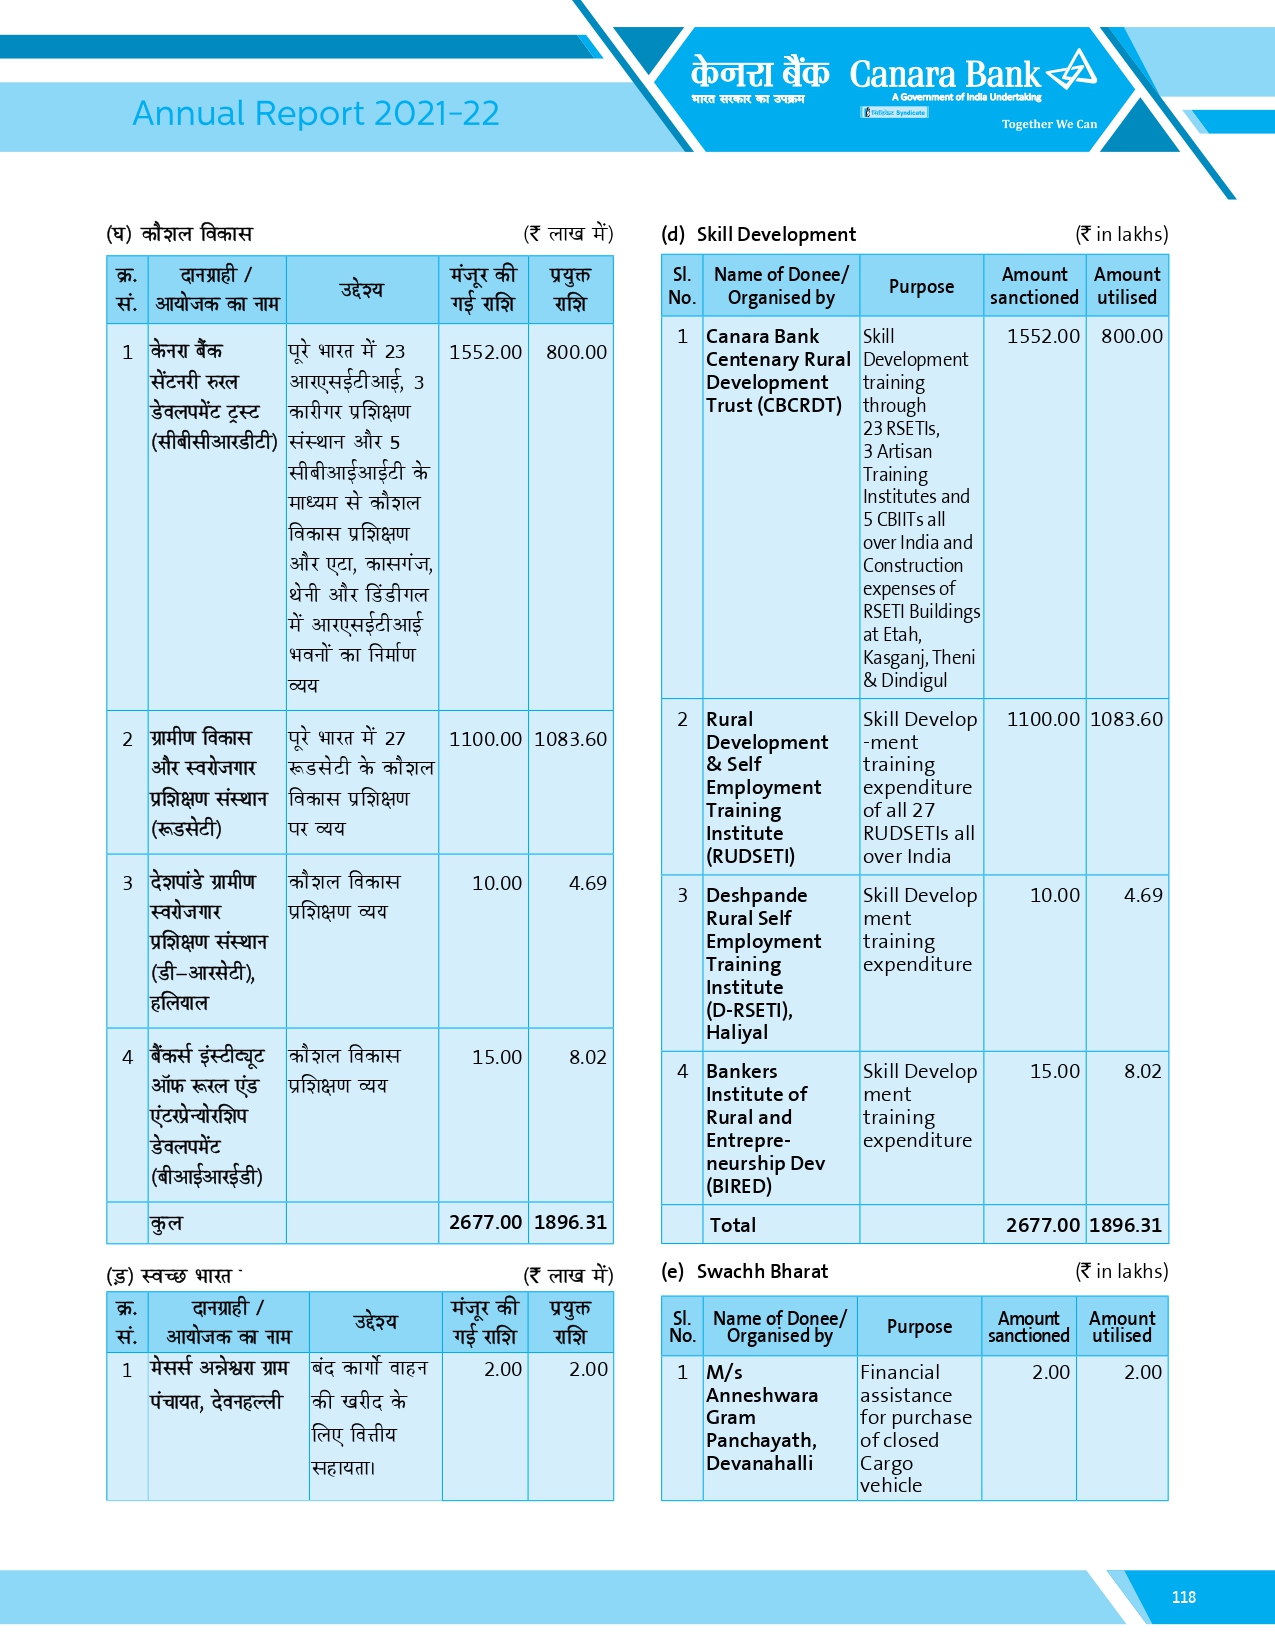 Annual Report 2021-22
केनरा बैंक Canara Bank
भारत सरकार का उपक्रम A Government of India Undertaking
Syndicate
Together We Can
(घ) कौशल विकास (₹ लाख में)
क्र. दानग्राही / उद्देश्य मंजूर की प्रयुक्त
सं. आयोजक का नाम गई राशि राशि
1 केनरा बैंक पूरे भारत में 23 1552.00 800.00
सेंटनरी रुरल आरएसईटीआई, 3
डेवलपमेंट ट्रस्ट कारीगर प्रशिक्षण
(सीबीसीआरडीटी) संस्थान और 5
सीबीआईआईटी के
माध्यम से कौशल
विकास प्रशिक्षण
और एटा, कासगंज,
थेनी और डिंडीगल
में आरएसईटीआई
भवनों का निर्माण
व्यय
2 ग्रामीण विकास पूरे भारत में 27 1100.00 1083.60
और स्वरोजगार रूडसेटी के कौशल
प्रशिक्षण संस्थान विकास प्रशिक्षण
(रूडसेटी) पर व्यय
3 देशपांडे ग्रामीण कौशल विकास 10.00 4.69
स्वरोजगार प्रशिक्षण व्यय
प्रशिक्षण संस्थान
(डी–आरसेटी),
हलियाल
4 बैंकर्स इंस्टीट्यूट कौशल विकास 15.00 8.02
ऑफ रूरल एंड प्रशिक्षण व्यय
एंटरप्रेन्योरशिप
डेवलपमेंट
(बीआईआरईडी)
कुल 2677.00 1896.31
(ड़) स्वच्छ भारत - (₹ लाख में)
क्र. दानग्राही / उद्देश्य मंजूर की प्रयुक्त
सं. आयोजक का नाम गई राशि राशि
1 मेसर्स अन्नेश्वरा ग्राम बंद कार्गो वाहन 2.00 2.00
पंचायत, देवनहल्ली की खरीद के
लिए वित्तीय
सहायता।
(d) Skill Development (₹ in lakhs)
Sl. Name of Donee/ Purpose Amount Amount
No. Organised by sanctioned utilised
1 Canara Bank Skill 1552.00 800.00
Centenary Rural Development
Development training
Trust (CBCRDT) through
23 RSETIs,
3 Artisan
Training
Institutes and
5 CBIITs all
over India and
Construction
expenses of
RSETI Buildings
at Etah,
Kasganj, Theni
& Dindigul
2 Rural Skill Develop 1100.00 1083.60
Development -ment
& Self training
Employment expenditure
Training of all 27
Institute RUDSETIs all
(RUDSETI) over India
3 Deshpande Skill Develop 10.00 4.69
Rural Self ment
Employment training
Training expenditure
Institute
(D-RSETI),
Haliyal
4 Bankers Skill Develop 15.00 8.02
Institute of ment
Rural and training
Entrepre- expenditure
neurship Dev
(BIRED)
Total 2677.00 1896.31
(e) Swachh Bharat (₹ in lakhs)
Sl. Name of Donee/ Purpose Amount Amount
No. Organised by sanctioned utilised
1 M/s Financial 2.00 2.00
Anneshwara assistance
Gram for purchase
Panchayath, of closed
Devanahalli Cargo
vehicle
118